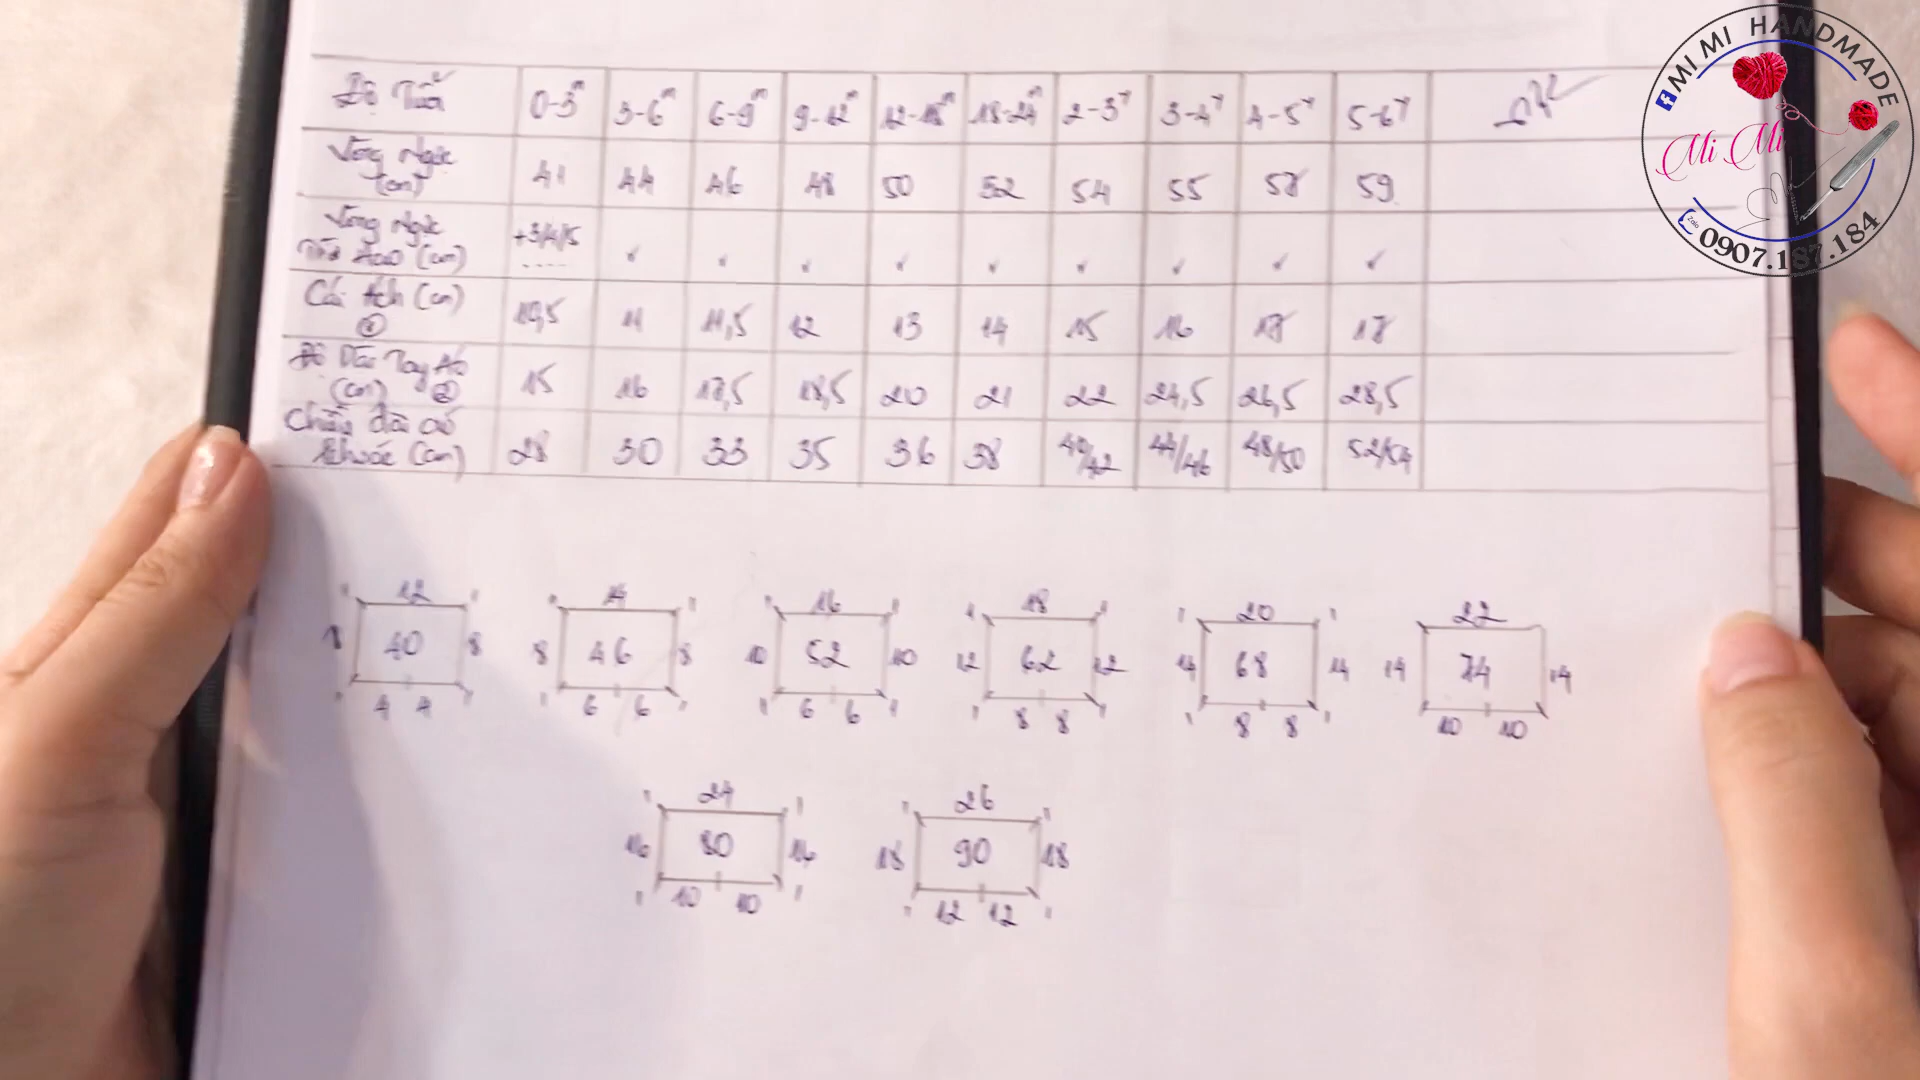 Độ Tuổi 0-3ᵐ 3-6ᵐ 6-9ᵐ 9-12ᵐ 12-18ᵐ 18-24ᵐ 2-3ʸ 3-4ʸ 4-5ʸ 5-6ʸ
Vòng Ngực (cm) 41 44 46 48 50 52 54 55 58 59
Vòng Ngực (cm) +3/4/5
Cái (cm) ① 10,5 11 11,5 12 13 14 15 16 17 17
Độ Dài Tay Áo (cm) ② 15 16 17,5 18,5 20 21 22 24,5 26,5 28,5
Chiều dài áo khoác (cm) 28 30 33 35 36 38 40/42 44/46 48/50 52/54
12 14 16 18 20 22
8 40 8 8 46 8 10 52 10 12 62 12 14 68 14 14 74 14
4 4 6 6 6 6 8 8 8 8 10 10
24 26
16 80 16 18 90 18
10 10 12 12
MI MI HANDMADE
Mi Mi
Zalo
0907.187.184